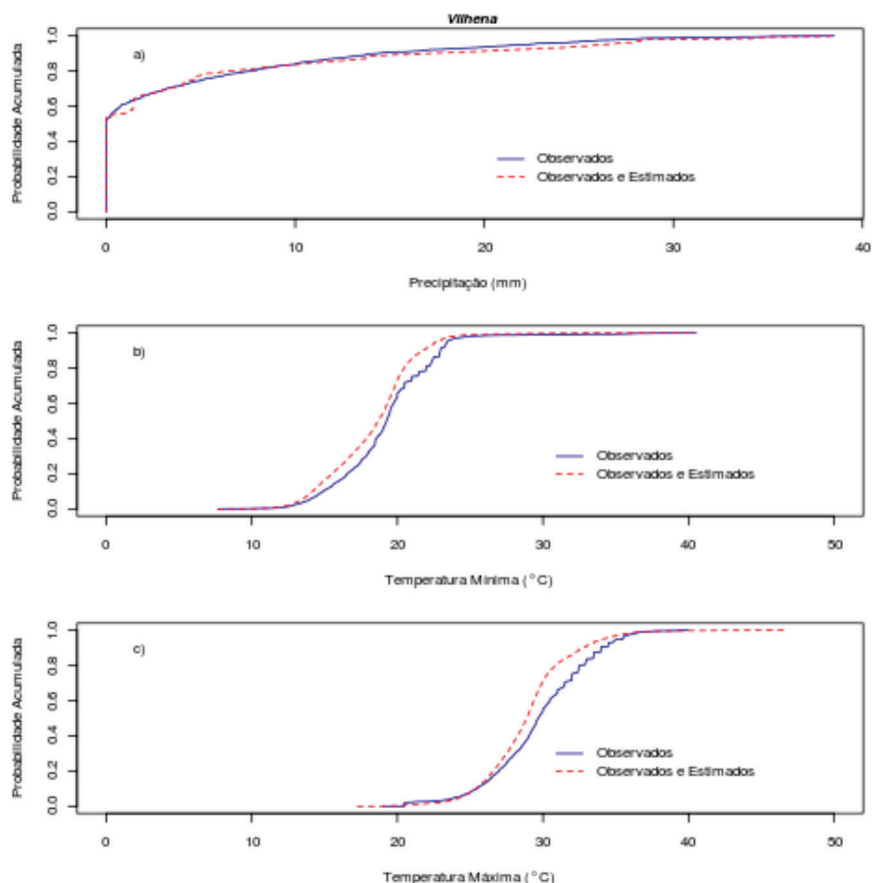 Vilhena
a)
Probabilidade Acumulada
1.0
0.8
0.6
0.4
0.2
0.0
Observados
Observados e Estimados
0 10 20 30 40
Precipitação (mm)
b)
Probabilidade Acumulada
1.0
0.8
0.6
0.4
0.2
0.0
Observados
Observados e Estimados
0 10 20 30 40 50
Temperatura Mínima (°C)
c)
Probabilidade Acumulada
1.0
0.8
0.6
0.4
0.2
0.0
Observados
Observados e Estimados
0 10 20 30 40 50
Temperatura Máxima (°C)